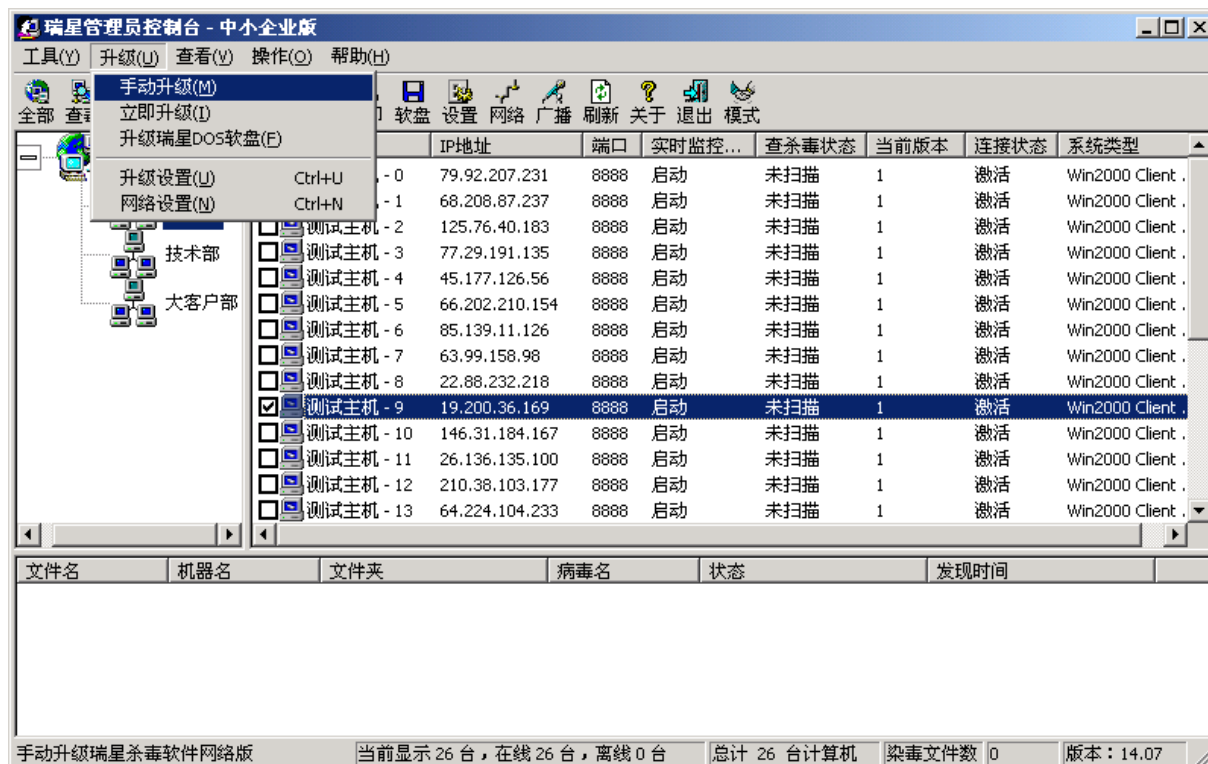 瑞星管理员控制台 - 中小企业版
工具(Y) 升级(U) 查看(V) 操作(O) 帮助(H)
手动升级(M)
立即升级(I)
升级瑞星DOS软盘(F)
升级设置(U) Ctrl+U
网络设置(N) Ctrl+N
全部 软盘 设置 网络 广播 刷新 关于 退出 模式
IP地址 端口 实时监控... 查杀毒状态 当前版本 连接状态 系统类型
- 0 79.92.207.231 8888 启动 未扫描 1 激活 Win2000 Client .
- 1 68.208.87.237 8888 启动 未扫描 1 激活 Win2000 Client .
测试主机 - 2 125.76.40.183 8888 启动 未扫描 1 激活 Win2000 Client .
测试主机 - 3 77.29.191.135 8888 启动 未扫描 1 激活 Win2000 Client .
测试主机 - 4 45.177.126.56 8888 启动 未扫描 1 激活 Win2000 Client .
测试主机 - 5 66.202.210.154 8888 启动 未扫描 1 激活 Win2000 Client .
测试主机 - 6 85.139.11.126 8888 启动 未扫描 1 激活 Win2000 Client .
测试主机 - 7 63.99.158.98 8888 启动 未扫描 1 激活 Win2000 Client .
测试主机 - 8 22.88.232.218 8888 启动 未扫描 1 激活 Win2000 Client .
测试主机 - 9 19.200.36.169 8888 启动 未扫描 1 激活 Win2000 Client .
测试主机 - 10 146.31.184.167 8888 启动 未扫描 1 激活 Win2000 Client .
测试主机 - 11 26.136.135.100 8888 启动 未扫描 1 激活 Win2000 Client .
测试主机 - 12 210.38.103.177 8888 启动 未扫描 1 激活 Win2000 Client .
测试主机 - 13 64.224.104.233 8888 启动 未扫描 1 激活 Win2000 Client .
技术部
大客户部
文件名 机器名 文件夹 病毒名 状态 发现时间
手动升级瑞星杀毒软件网络版 当前显示 26 台，在线 26 台，离线 0 台 总计 26 台计算机 染毒文件数 0 版本：14.07